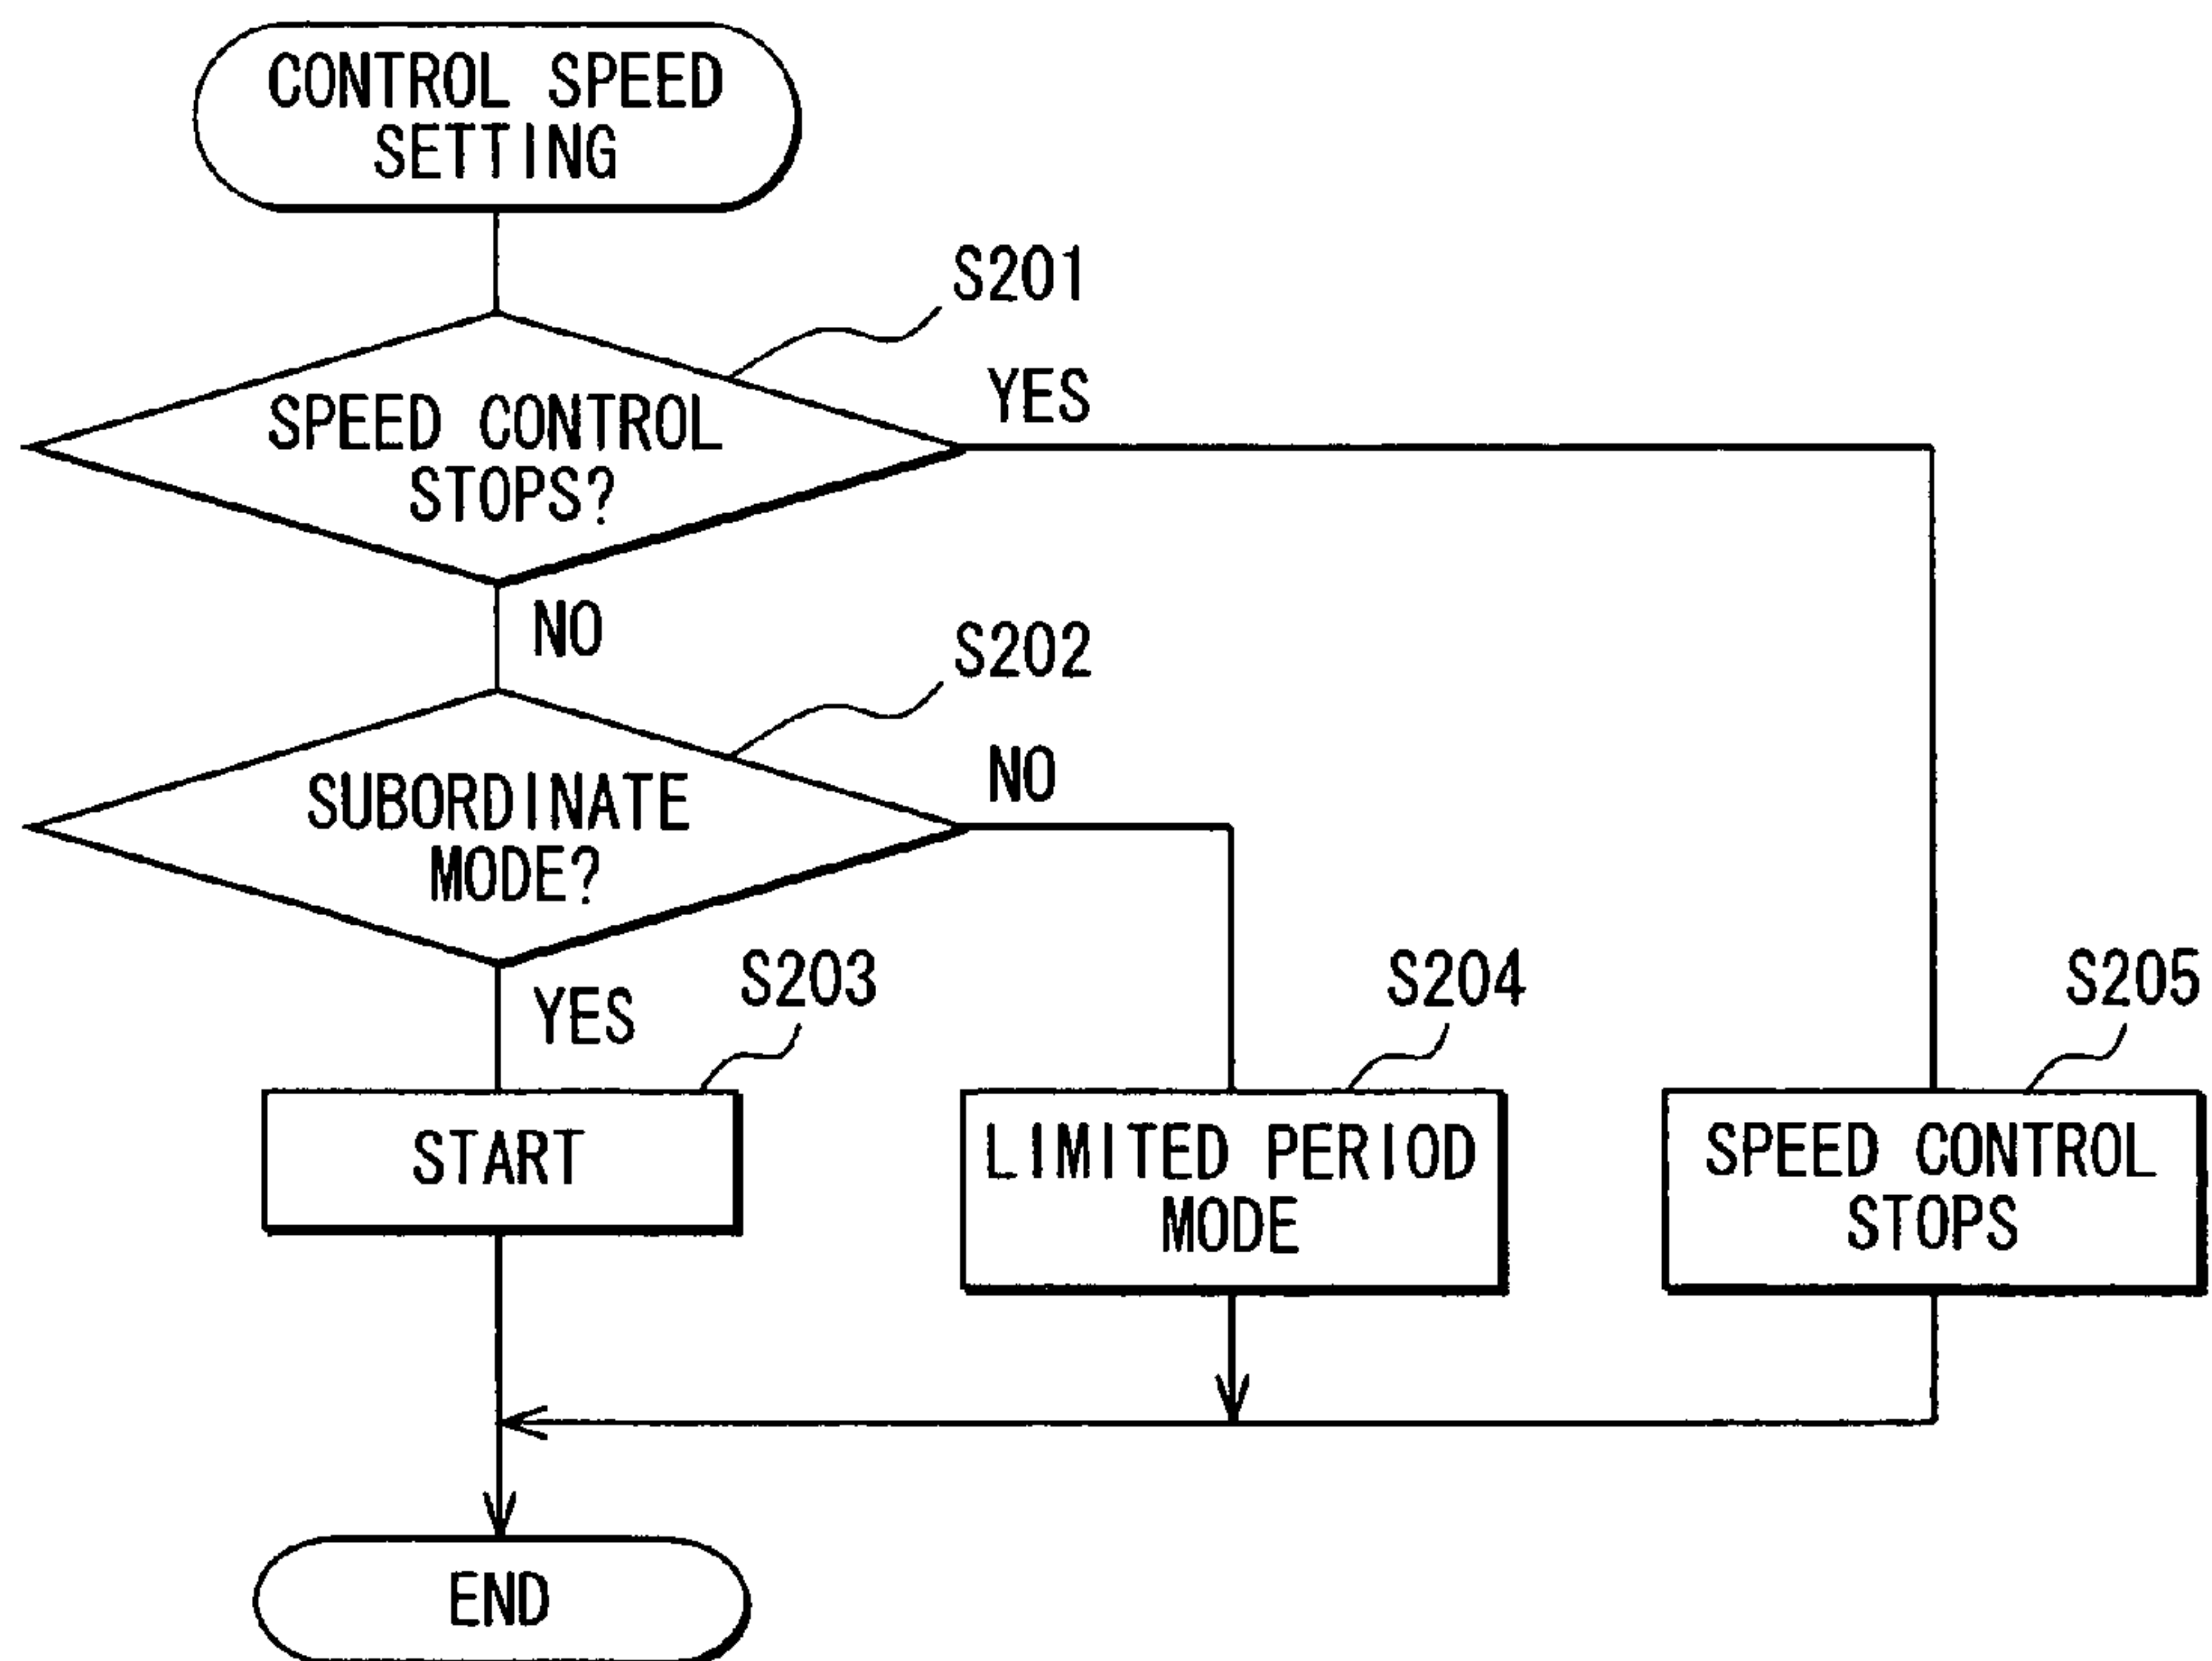 CONTROL SPEED
SETTING
S201
YES
SPEED CONTROL
STOPS?
NO
S202
NO
SUBORDINATE
MODE?
YES
S203
S204
S205
START
LIMITED PERIOD
MODE
SPEED CONTROL
STOPS
END